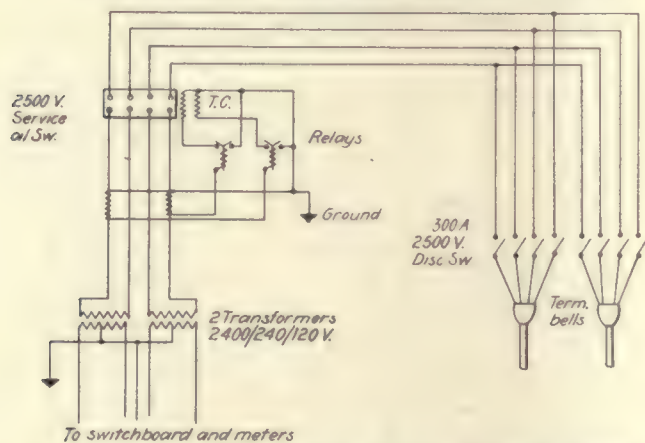 2500 V.
Service
oil Sw.
T.C.
Relays
Ground
300 A
2500 V.
Disc Sw.
Term.
bells
2 Transformers
2400/240/120 V.
To switchboard and meters